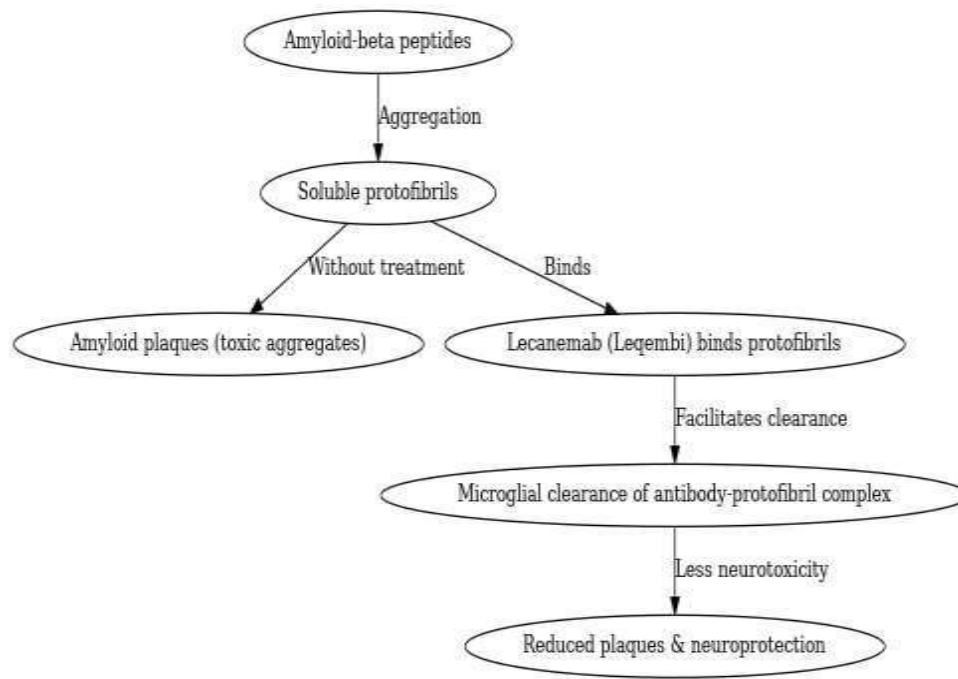 Amyloid-beta peptides
Aggregation
Soluble protofibrils
Without treatment
Binds
Amyloid plaques (toxic aggregates)
Lecanemab (Leqembi) binds protofibrils
Facilitates clearance
Microglial clearance of antibody-protofibril complex
Less neurotoxicity
Reduced plaques & neuroprotection